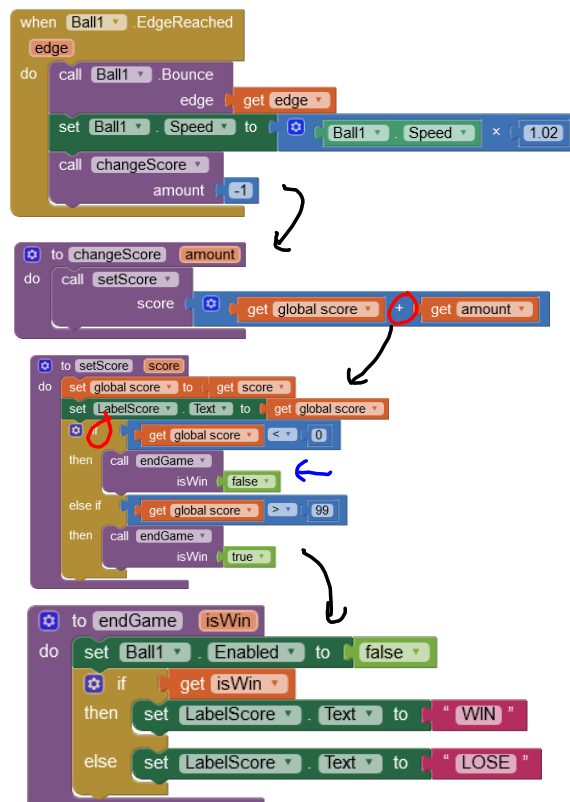 when Ball1 .EdgeReached
edge
do call Ball1 .Bounce
edge get edge
set Ball1 . Speed to Ball1 . Speed × 1.02
call changeScore
amount -1
to changeScore amount
do call setScore
score get global score + get amount
to setScore score
do set global score to get score
set LabelScore . Text to get global score
if get global score < 0
then call endGame
isWin false
else if get global score > 99
then call endGame
isWin true
to endGame isWin
do set Ball1 . Enabled to false
if get isWin
then set LabelScore . Text to “ WIN ”
else set LabelScore . Text to “ LOSE ”